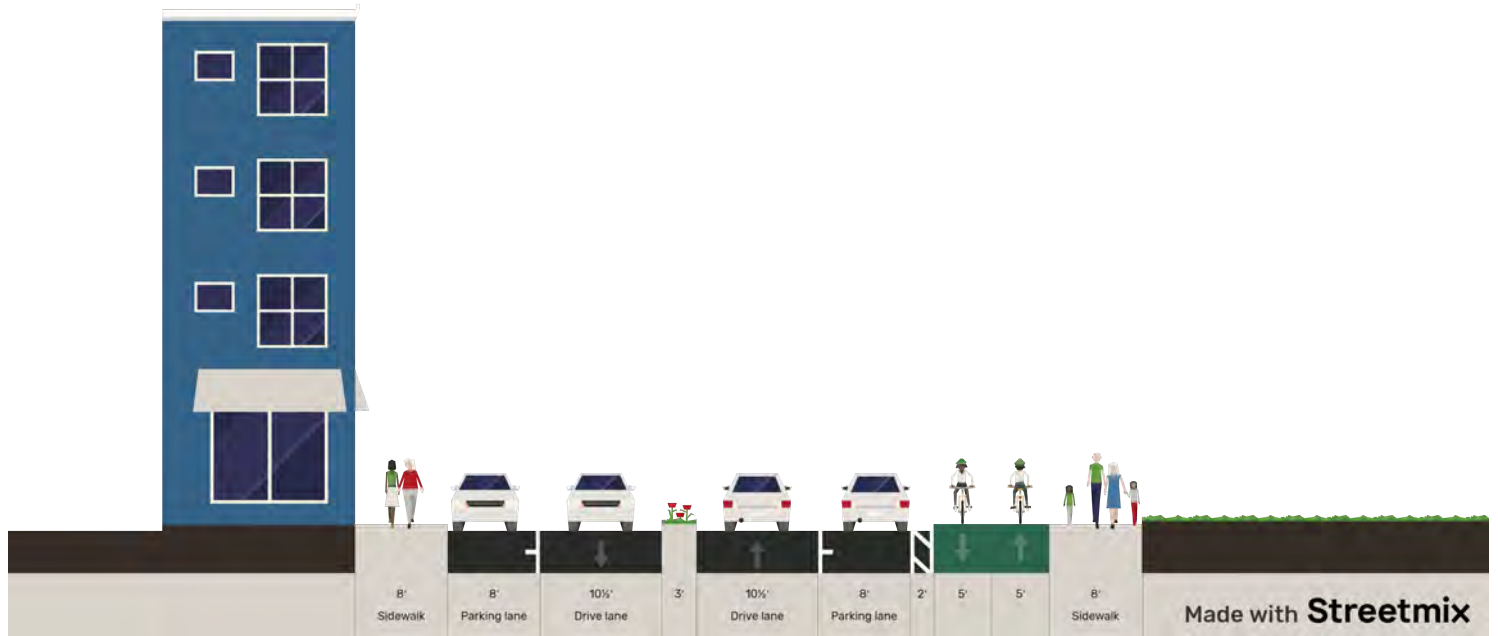 8'
Sidewalk
8'
Parking lane
10½'
Drive lane
3'
10½'
Drive lane
8'
Parking lane
2'
5'
5'
8'
Sidewalk
Made with Streetmix